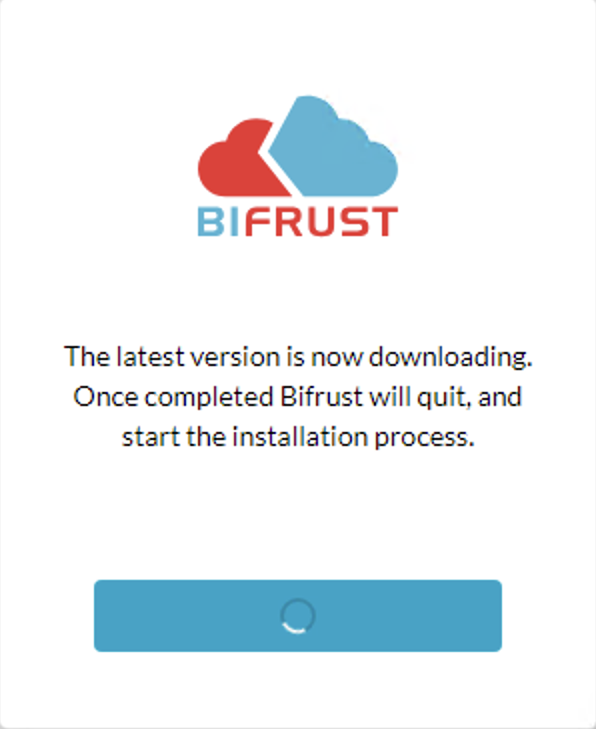 BIFRUST
The latest version is now downloading.
Once completed Bifrust will quit, and
start the installation process.